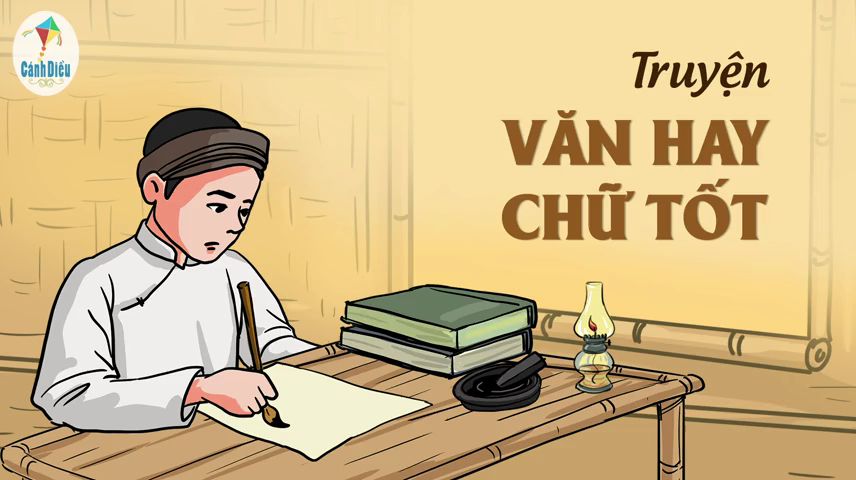 Cánh Diều
Truyện
VĂN HAY
CHỮ TỐT